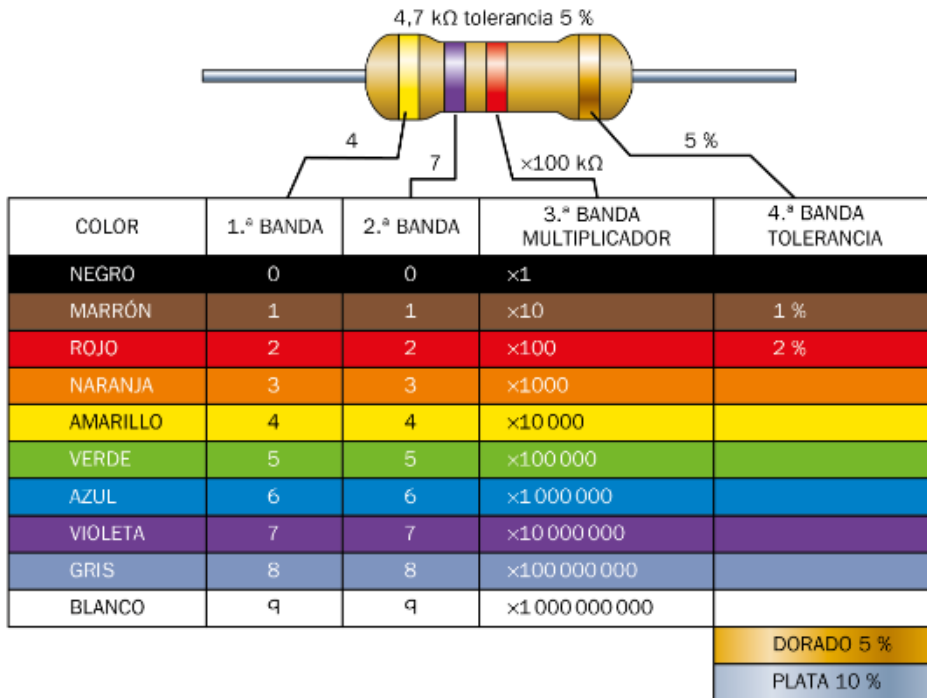 4,7 kΩ tolerancia 5 %
4
7
×100 kΩ
5 %
COLOR 1.ª BANDA 2.ª BANDA 3.ª BANDA MULTIPLICADOR 4.ª BANDA TOLERANCIA
NEGRO 0 0 ×1
MARRÓN 1 1 ×10 1 %
ROJO 2 2 ×100 2 %
NARANJA 3 3 ×1000
AMARILLO 4 4 ×10 000
VERDE 5 5 ×100 000
AZUL 6 6 ×1 000 000
VIOLETA 7 7 ×10 000 000
GRIS 8 8 ×100 000 000
BLANCO 9 9 ×1 000 000 000
DORADO 5 %
PLATA 10 %